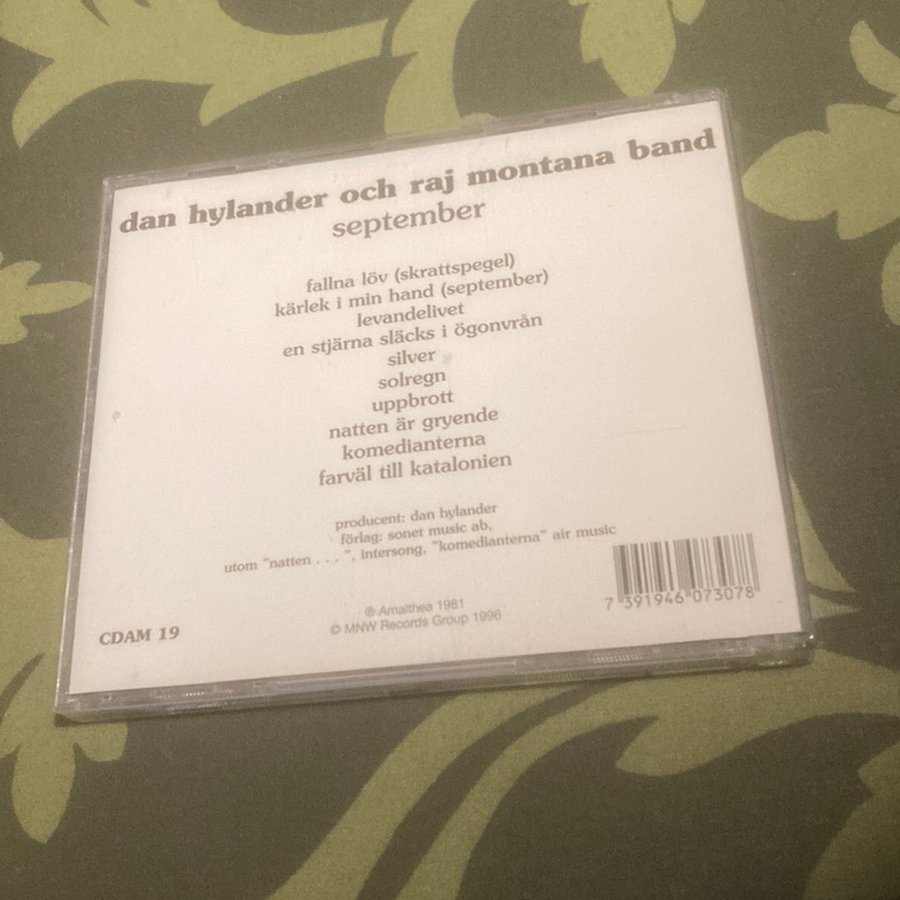 dan hylander och raj montana band
september
fallna löv (skrattspegel)
kärlek i min hand (september)
levandelivet
en stjärna släcks i ögonvrån
silver
solregn
uppbrott
natten är gryende
komedianterna
farväl till katalonien
producent: dan hylander
förlag: sonet music ab,
utom "natten . . . ", intersong, "komedianterna" air music
℗ Amalthea 1981
© MNW Records Group 1996
CDAM 19
7 391946 073078